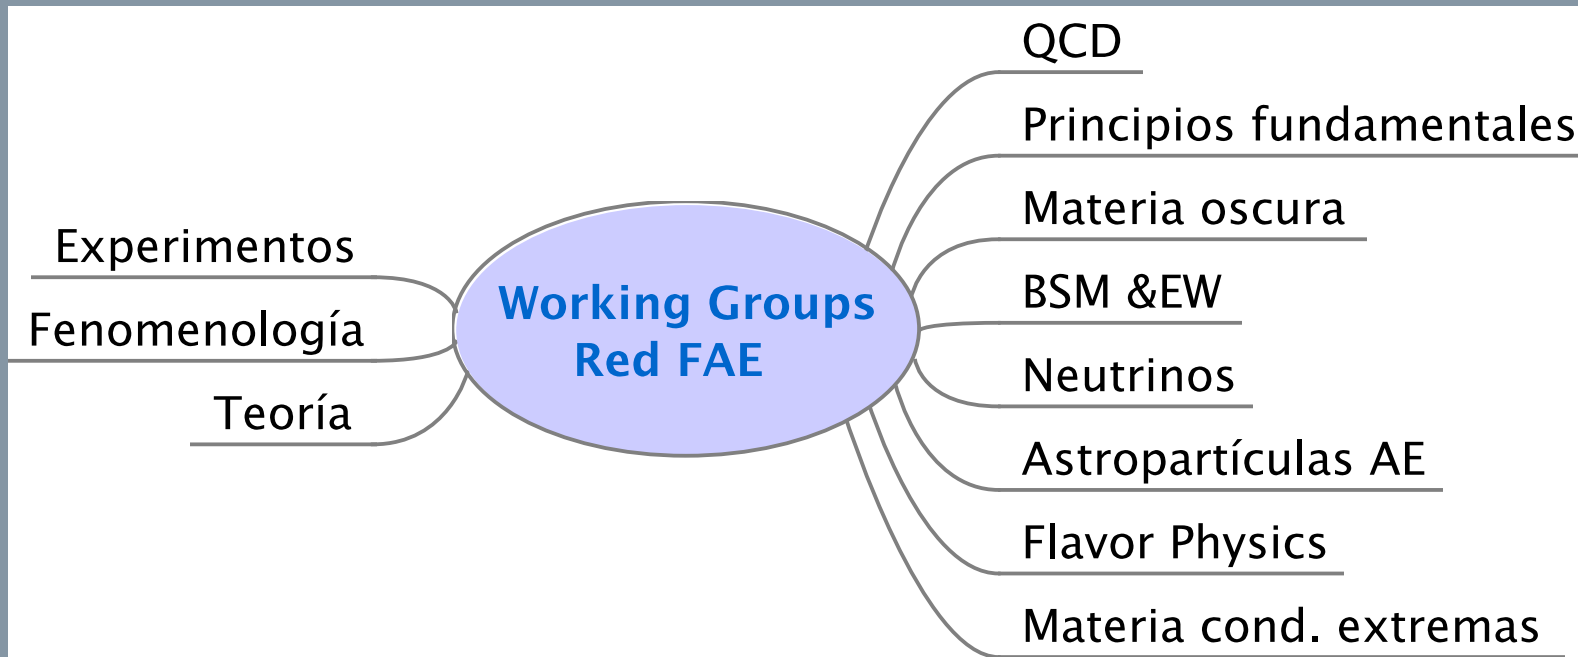 Experimentos
Fenomenología
Teoría
Working Groups
Red FAE
QCD
Principios fundamentales
Materia oscura
BSM &EW
Neutrinos
Astropartículas AE
Flavor Physics
Materia cond. extremas